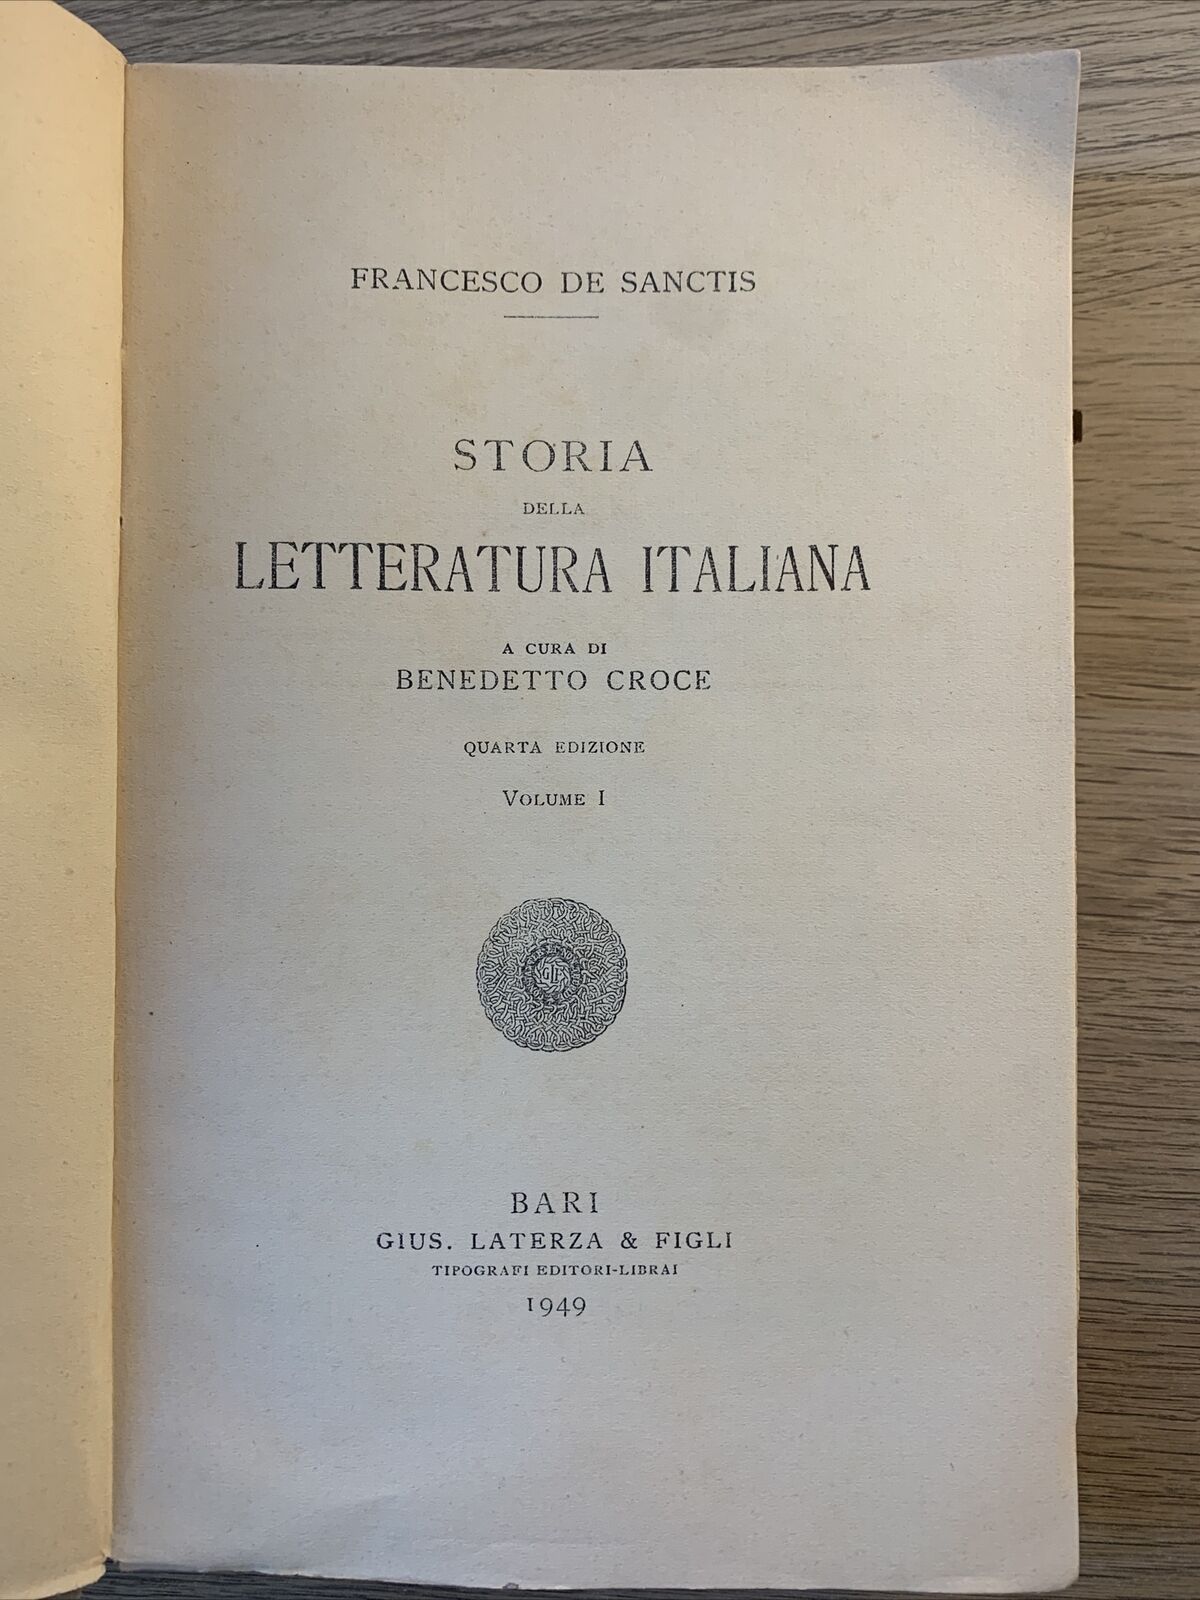 FRANCESCO DE SANCTIS
STORIA
DELLA
LETTERATURA ITALIANA
A CURA DI
BENEDETTO CROCE
QUARTA EDIZIONE
VOLUME I
BARI
GIUS. LATERZA & FIGLI
TIPOGRAFI EDITORI-LIBRAI
1949